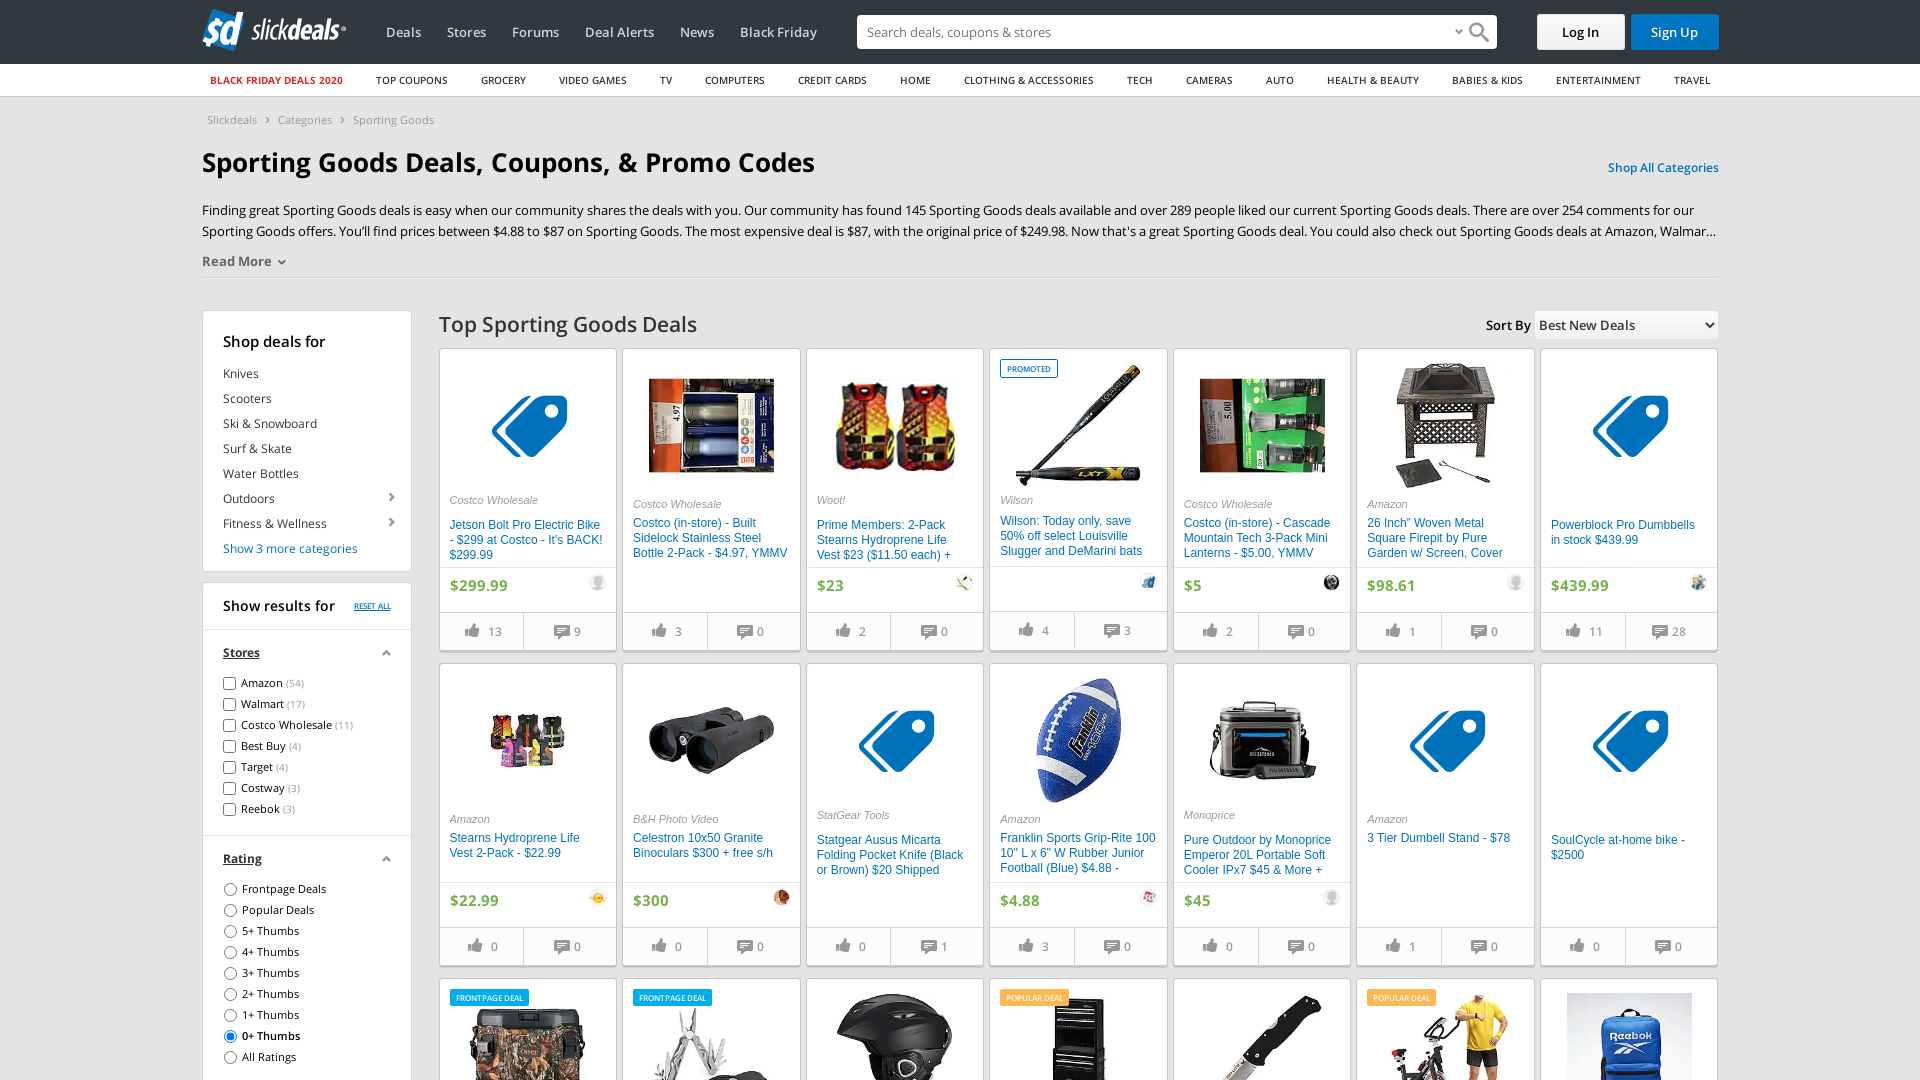 slickdeals
Deals
Stores
Forums
Deal Alerts
News
Black Friday
Search deals, coupons & stores
Log In
Sign Up
BLACK FRIDAY DEALS 2020
TOP COUPONS
GROCERY
VIDEO GAMES
TV
COMPUTERS
CREDIT CARDS
HOME
CLOTHING & ACCESSORIES
TECH
CAMERAS
AUTO
HEALTH & BEAUTY
BABIES & KIDS
ENTERTAINMENT
TRAVEL
Slickdeals > Categories > Sporting Goods
Sporting Goods Deals, Coupons, & Promo Codes
Shop All Categories
Finding great Sporting Goods deals is easy when our community shares the deals with you. Our community has found 145 Sporting Goods deals available and over 289 people liked our current Sporting Goods deals. There are over 254 comments for our
Sporting Goods offers. You’ll find prices between $4.88 to $87 on Sporting Goods. The most expensive deal is $87, with the original price of $249.98. Now that's a great Sporting Goods deal. You could also check out Sporting Goods deals at Amazon, Walmar…
Read More
Shop deals for
Knives
Scooters
Ski & Snowboard
Surf & Skate
Water Bottles
Outdoors
Fitness & Wellness
Show 3 more categories
Show results for
RESET ALL
Stores
Amazon (54)
Walmart (17)
Costco Wholesale (11)
Best Buy (4)
Target (4)
Costway (3)
Reebok (3)
Rating
Frontpage Deals
Popular Deals
5+ Thumbs
4+ Thumbs
3+ Thumbs
2+ Thumbs
1+ Thumbs
0+ Thumbs
All Ratings
Top Sporting Goods Deals
Sort By
Best New Deals
Costco Wholesale
Jetson Bolt Pro Electric Bike
- $299 at Costco - It's BACK!
$299.99
$299.99
13
9
4.97
Costco Wholesale
Costco (in-store) - Built
Sidelock Stainless Steel
Bottle 2-Pack - $4.97, YMMV
3
0
Woot!
Prime Members: 2-Pack
Stearns Hydroprene Life
Vest $23 ($11.50 each) +
$23
2
0
PROMOTED
LXT
Wilson
Wilson: Today only, save
50% off select Louisville
Slugger and DeMarini bats
4
3
5.00
Costco Wholesale
Costco (in-store) - Cascade
Mountain Tech 3-Pack Mini
Lanterns - $5.00, YMMV
$5
2
0
Amazon
26 Inch” Woven Metal
Square Firepit by Pure
Garden w/ Screen, Cover
$98.61
1
0
Powerblock Pro Dumbbells
in stock $439.99
$439.99
11
28
Amazon
Stearns Hydroprene Life
Vest 2-Pack - $22.99
$22.99
0
0
B&H Photo Video
Celestron 10x50 Granite
Binoculars $300 + free s/h
$300
0
0
StatGear Tools
Statgear Ausus Micarta
Folding Pocket Knife (Black
or Brown) $20 Shipped
0
1
Franklin
Amazon
Franklin Sports Grip-Rite 100
10" L x 6" W Rubber Junior
Football (Blue) $4.88 -
$4.88
3
0
Monoprice
Pure Outdoor by Monoprice
Emperor 20L Portable Soft
Cooler IPx7 $45 & More +
$45
0
0
Amazon
3 Tier Dumbell Stand - $78
1
0
SoulCycle at-home bike -
$2500
0
0
FRONTPAGE DEAL
FRONTPAGE DEAL
POPULAR DEAL
POPULAR DEAL
Reebok